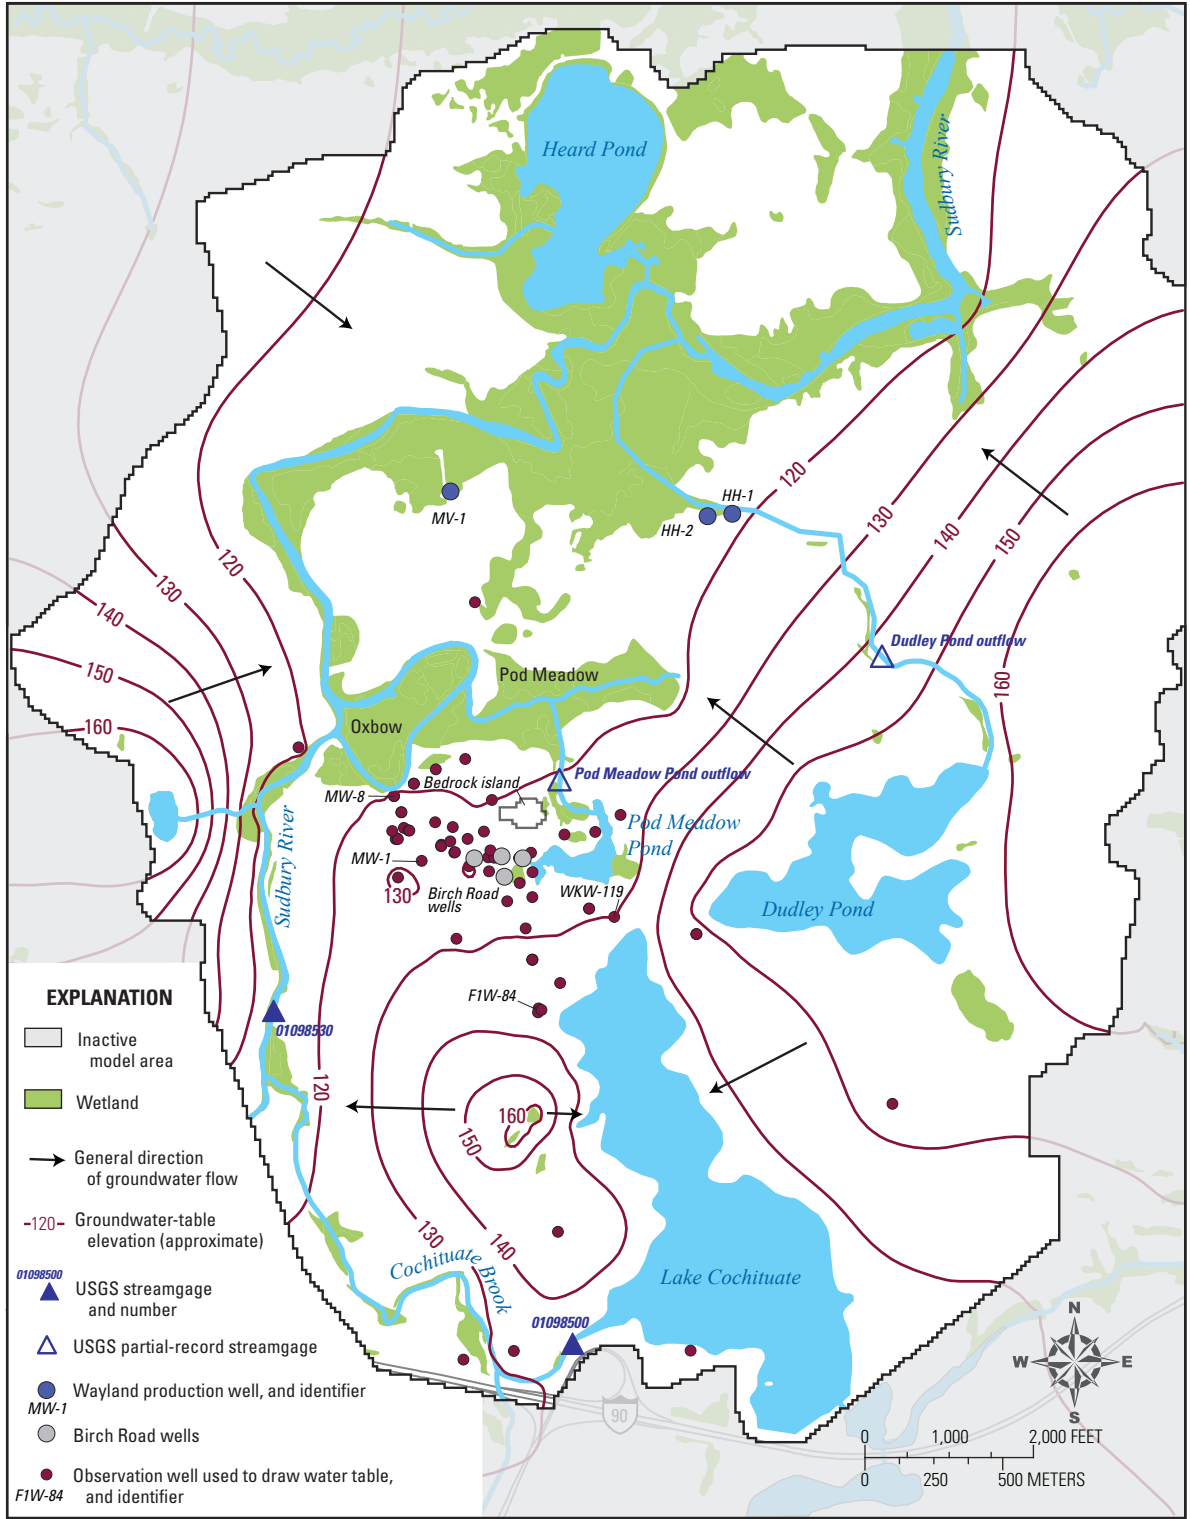 Heard Pond
Sudbury River
120
HH-1
130
MV-1
HH-2
140
150
120
130
140
Dudley Pond outflow
150
Pod Meadow
160
160
Oxbow
Pod Meadow Pond outflow
Bedrock island
MW-8
Pod Meadow
Pond
MW-1
Sudbury River
130
Birch Road
wells
WKW-119
Dudley Pond
F1W-84
01098530
120
160
150
130
140
Cochituate Brook
Lake Cochituate
01098500
90
EXPLANATION
Inactive
model area
Wetland
General direction
of groundwater flow
-120-
Groundwater-table
elevation (approximate)
01098500
USGS streamgage
and number
USGS partial-record streamgage
Wayland production well, and identifier
MW-1
Birch Road wells
Observation well used to draw water table,
and identifier
F1W-84
N
W
E
S
0
1,000
2,000 FEET
0
250
500 METERS